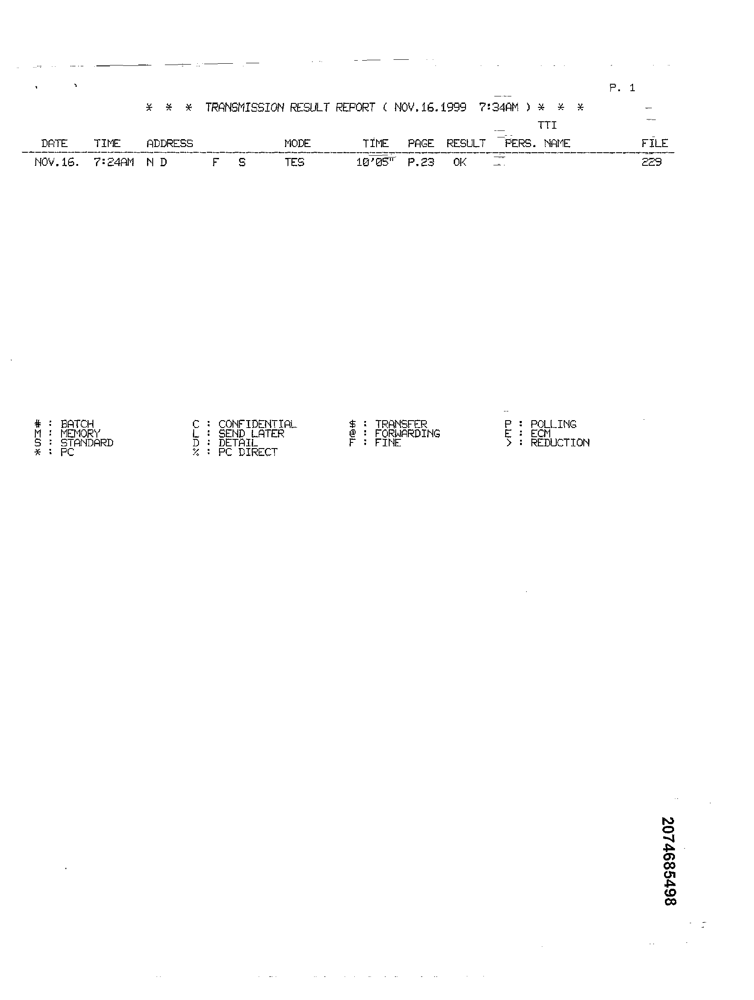 P. 1
* * * TRANSMISSION RESULT REPORT ( NOV.16.1999 7:34AM ) * * *
TTI
DATE TIME ADDRESS MODE TIME PAGE RESULT PERS. NAME FILE
NOV.16. 7:24AM N D F S TES 10'05" P.23 OK 229
# : BATCH C : CONFIDENTIAL $ : TRANSFER P : POLLING
M : MEMORY L : SEND LATER @ : FORWARDING E : ECM
S : STANDARD D : DETAIL F : FINE > : REDUCTION
* : PC % : PC DIRECT
2074685498